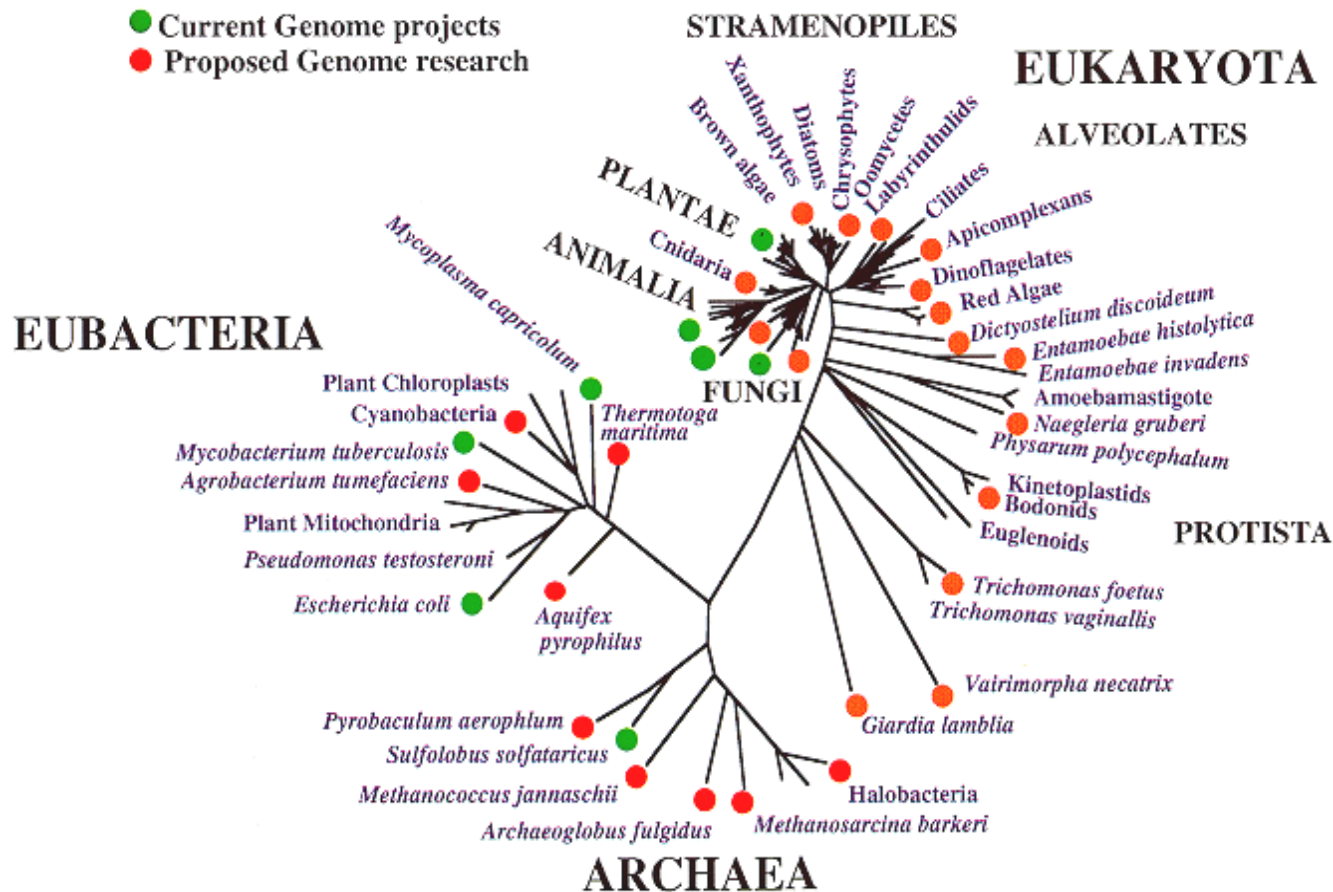 Current Genome projects
Proposed Genome research
STRAMENOPILES
EUKARYOTA
ALVEOLATES
Xanthophytes
Brown algae
Diatoms
Chrysophytes
Oomycetes
Labyrinthulids
Ciliates
Apicomplexans
Dinoflagelates
Red Algae
Dictyostelium discoideum
Entamoebae histolytica
Entamoebae invadens
Amoebamastigote
Naegleria gruberi
Physarum polycephalum
Kinetoplastids
Bodonids
Euglenoids
PROTISTA
Trichomonas foetus
Trichomonas vaginallis
Vairimorpha necatrix
Giardia lamblia
PLANTAE
Cnidaria
ANIMALIA
FUNGI
EUBACTERIA
Mycoplasma capricolum
Plant Chloroplasts
Cyanobacteria
Thermotoga
maritima
Mycobacterium tuberculosis
Agrobacterium tumefaciens
Plant Mitochondria
Pseudomonas testosteroni
Escherichia coli
Aquifex
pyrophilus
Pyrobaculum aerophlum
Sulfolobus solfataricus
Methanococcus jannaschii
Archaeoglobus fulgidus
Methanosarcina barkeri
Halobacteria
ARCHAEA